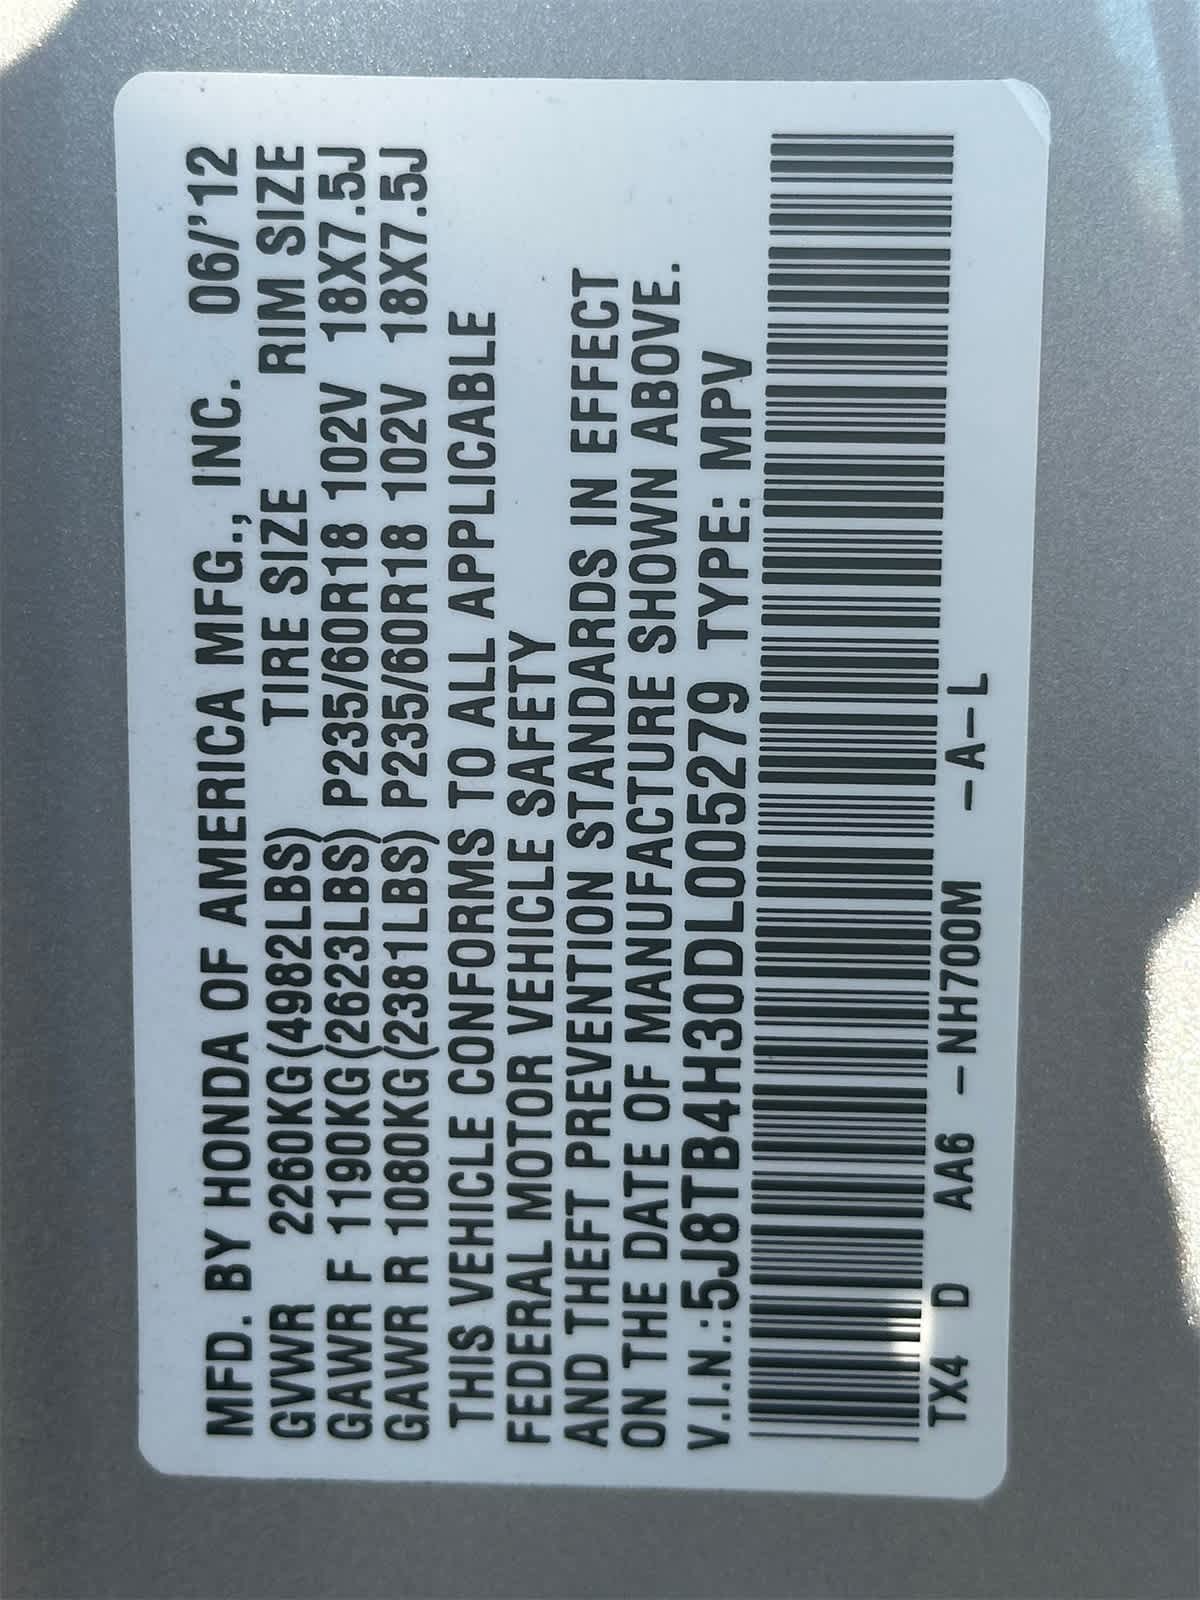 MFD. BY HONDA OF AMERICA MFG., INC. 06/'12
GVWR 2260KG(4982LBS) TIRE SIZE RIM SIZE
GAWR F 1190KG(2623LBS) P235/60R18 102V 18X7.5J
GAWR R 1080KG(2381LBS) P235/60R18 102V 18X7.5J
THIS VEHICLE CONFORMS TO ALL APPLICABLE
FEDERAL MOTOR VEHICLE SAFETY
AND THEFT PREVENTION STANDARDS IN EFFECT
ON THE DATE OF MANUFACTURE SHOWN ABOVE.
V.I.N.:5J8TB4H30DL005279 TYPE: MPV
TX4 D AA6 – NH700M –A–L